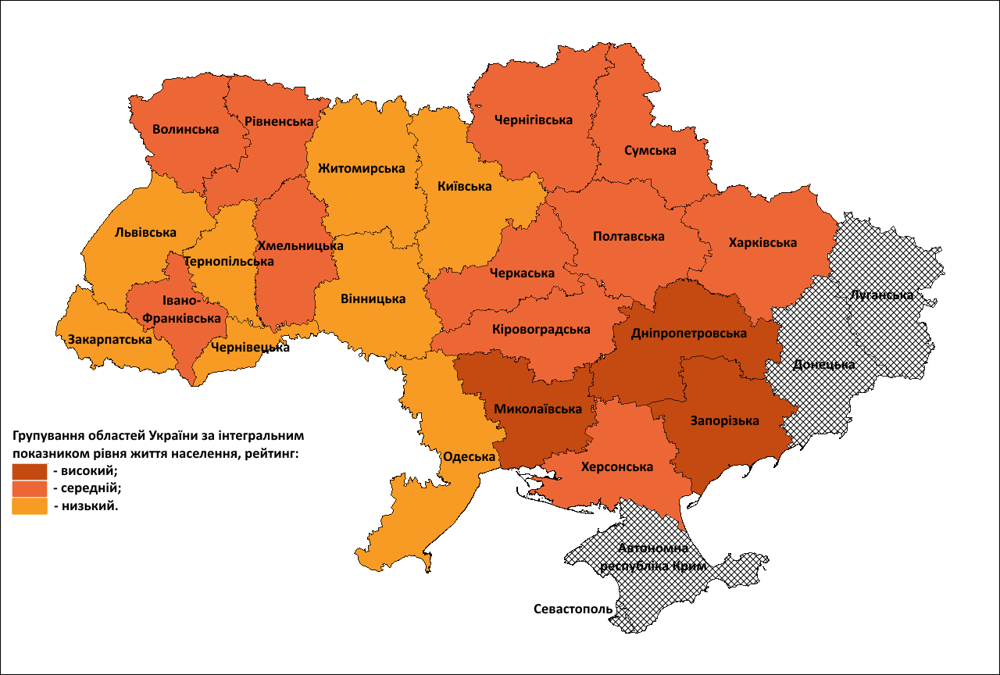 Чернігівська
Рівненська
Волинська
Сумська
Житомирська
Київська
Львівська
Полтавська
Харківська
Хмельницька
Тернопільська
Черкаська
Луганська
Вінницька
Івано-
Франківська
Кіровоградська
Дніпропетровська
Закарпатська
Чернівецька
Донецька
Миколаївська
Запорізька
Одеська
Херсонська
Групування областей України за інтегральним
показником рівня життя населення, рейтинг:
- високий;
- середній;
- низький.
Автономна
республіка Крим
Севастополь